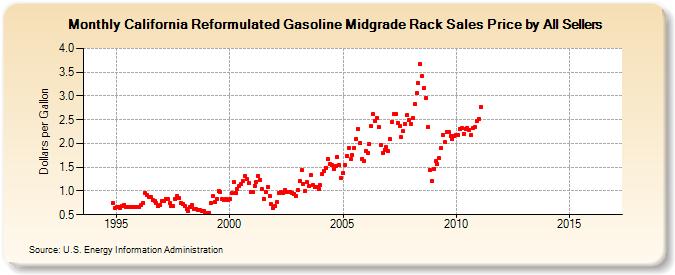 Monthly California Reformulated Gasoline Midgrade Rack Sales Price by All Sellers
Dollars per Gallon
4.0
3.5
3.0
2.5
2.0
1.5
1.0
0.5
1995 2000 2005 2010 2015
Source: U.S. Energy Information Administration